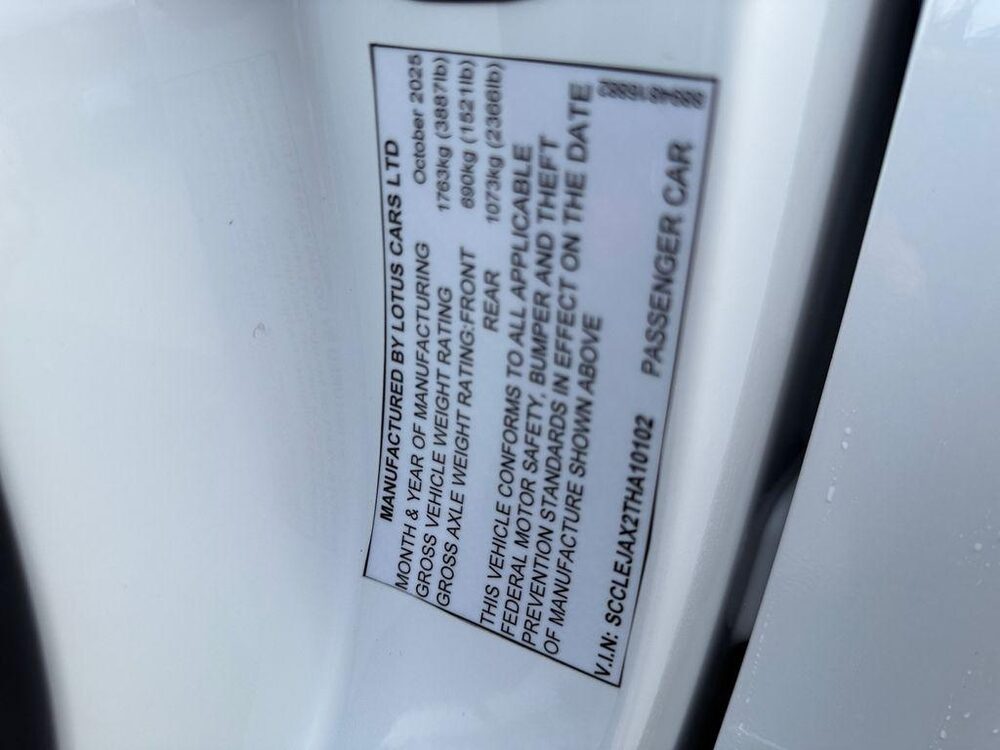 MANUFACTURED BY LOTUS CARS LTD
MONTH & YEAR OF MANUFACTURING October 2025
GROSS VEHICLE WEIGHT RATING 1763kg (3887lb)
GROSS AXLE WEIGHT RATING:FRONT 690kg (1521lb)
REAR 1073kg (2366lb)
THIS VEHICLE CONFORMS TO ALL APPLICABLE
FEDERAL MOTOR SAFETY, BUMPER AND THEFT
PREVENTION STANDARDS IN EFFECT ON THE DATE
OF MANUFACTURE SHOWN ABOVE
V.I.N: SCCLEJAX2THA10102 PASSENGER CAR